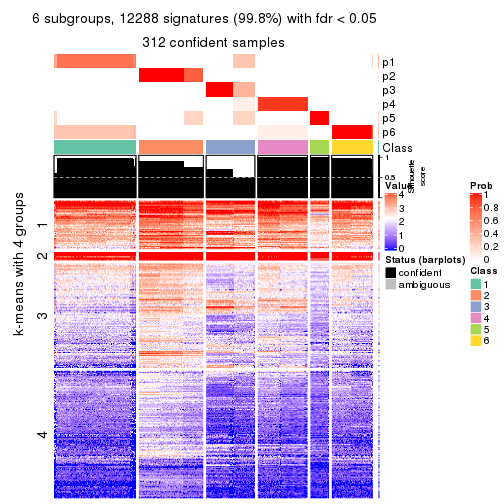 6 subgroups, 12288 signatures (99.8%) with fdr < 0.05
312 confident samples
p1
p2
p3
p4
p5
p6
Class
1
0.5
0
Silhouette
score
k-means with 4 groups
1
2
3
4
Value
4
3
2
1
0
Status (barplots)
confident
ambiguous
Prob
1
0.8
0.6
0.4
0.2
0
Class
1
2
3
4
5
6